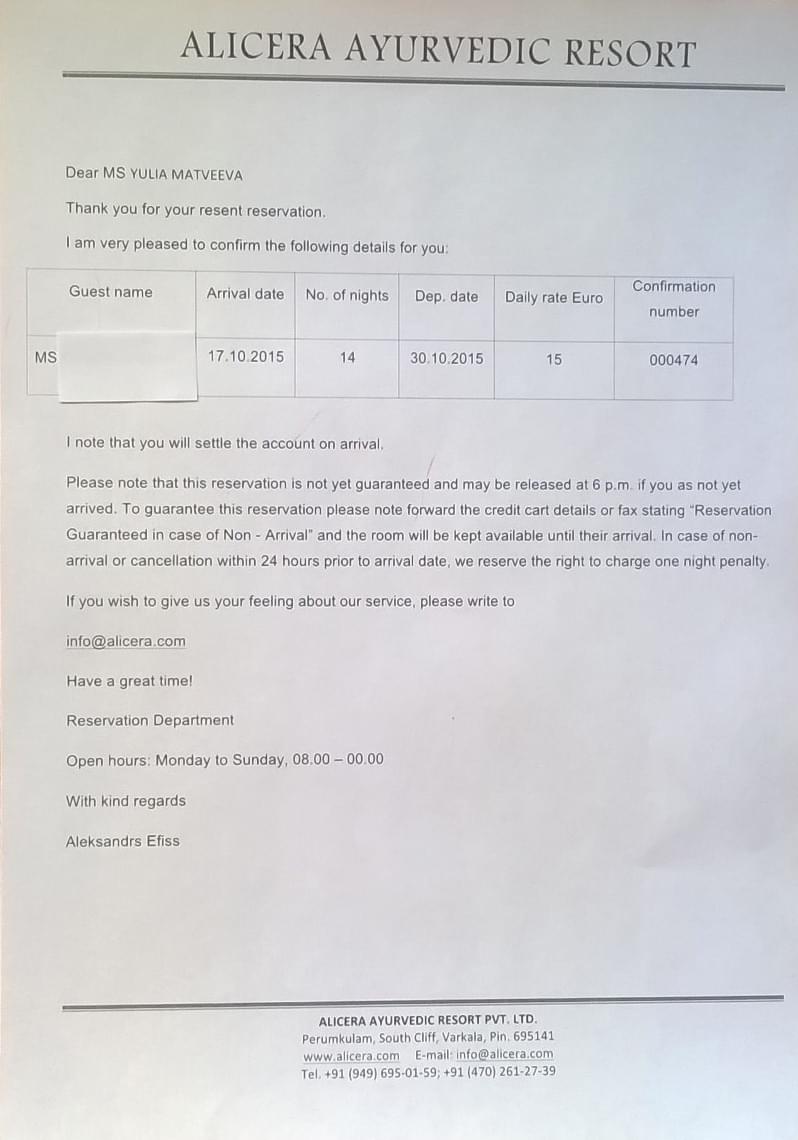 ALICERA AYURVEDIC RESORT
Dear MS YULIA MATVEEVA
Thank you for your resent reservation.
I am very pleased to confirm the following details for you:
Guest name Arrival date No. of nights Dep. date Daily rate Euro Confirmation number
MS 17.10.2015 14 30.10.2015 15 000474
I note that you will settle the account on arrival.
Please note that this reservation is not yet guaranteed and may be released at 6 p.m. if you as not yet
arrived. To guarantee this reservation please note forward the credit cart details or fax stating “Reservation
Guaranteed in case of Non - Arrival” and the room will be kept available until their arrival. In case of non-
arrival or cancellation within 24 hours prior to arrival date, we reserve the right to charge one night penalty.
If you wish to give us your feeling about our service, please write to
info@alicera.com
Have a great time!
Reservation Department
Open hours: Monday to Sunday, 08.00 – 00.00
With kind regards
Aleksandrs Efiss
ALICERA AYURVEDIC RESORT PVT. LTD.
Perumkulam, South Cliff, Varkala, Pin. 695141
www.alicera.com E-mail: info@alicera.com
Tel. +91 (949) 695-01-59; +91 (470) 261-27-39